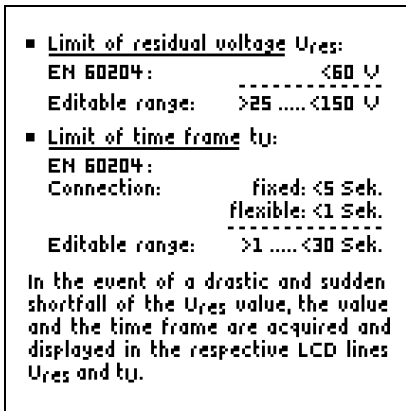 ▪ Limit of residual voltage Ures:
EN 60204: <60 V
Editable range: >25 ..... <150 V
▪ Limit of time frame tU:
EN 60204:
Connection: fixed: <5 Sek.
flexible: <1 Sek.
Editable range: >1 ..... <30 Sek.
In the event of a drastic and sudden
shortfall of the Ures value, the value
and the time frame are acquired and
displayed in the respective LCD lines
Ures and tU.